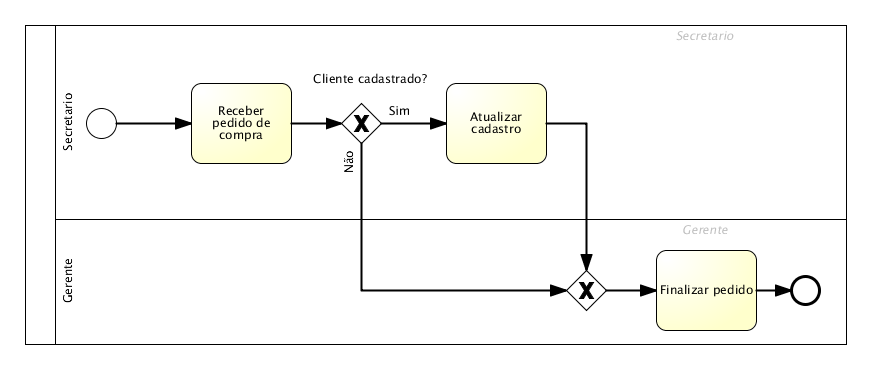 Secretario
Secretario
Cliente cadastrado?
Receber
pedido de
compra
Sim
Atualizar
cadastro
Não
Gerente
Gerente
Finalizar pedido